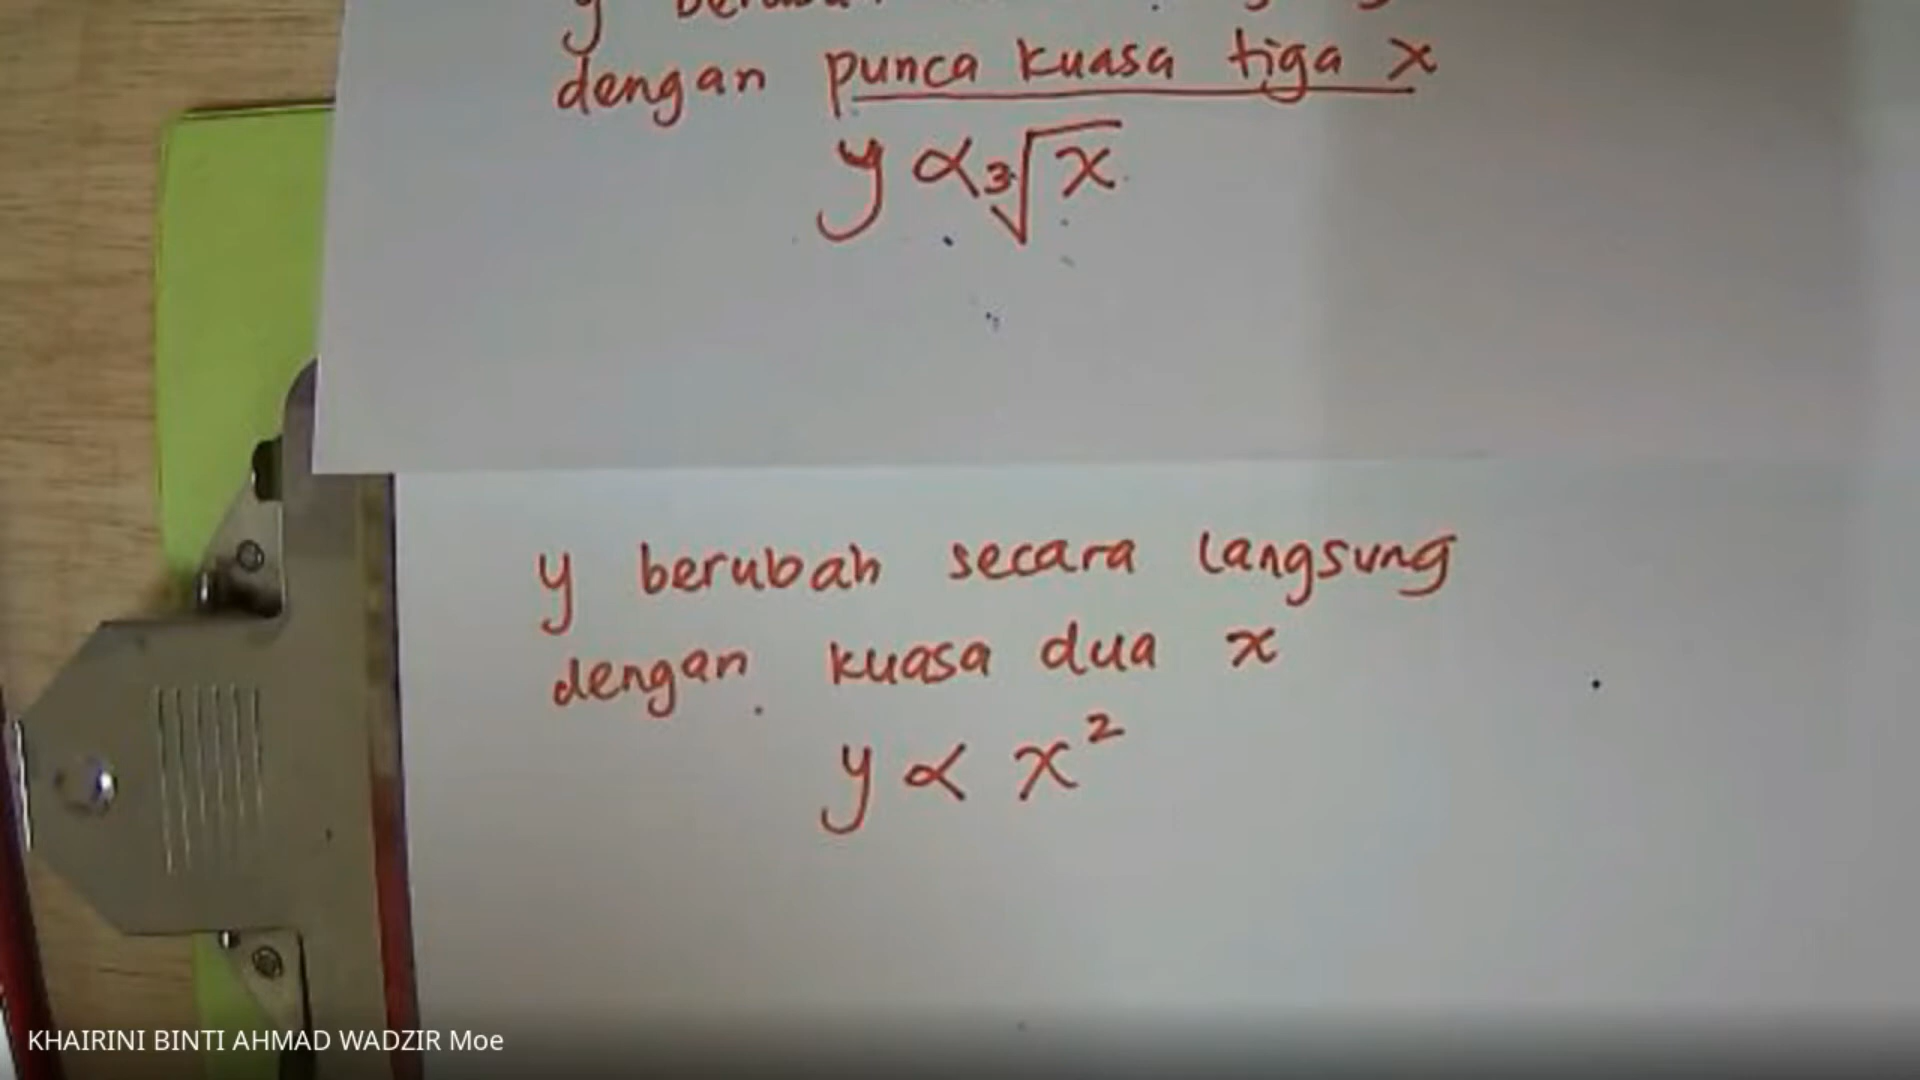 y
dengan punca kuasa tiga x
y ∝ ∛x
y berubah secara langsung
dengan kuasa dua x
y ∝ x²
KHAIRINI BINTI AHMAD WADZIR Moe